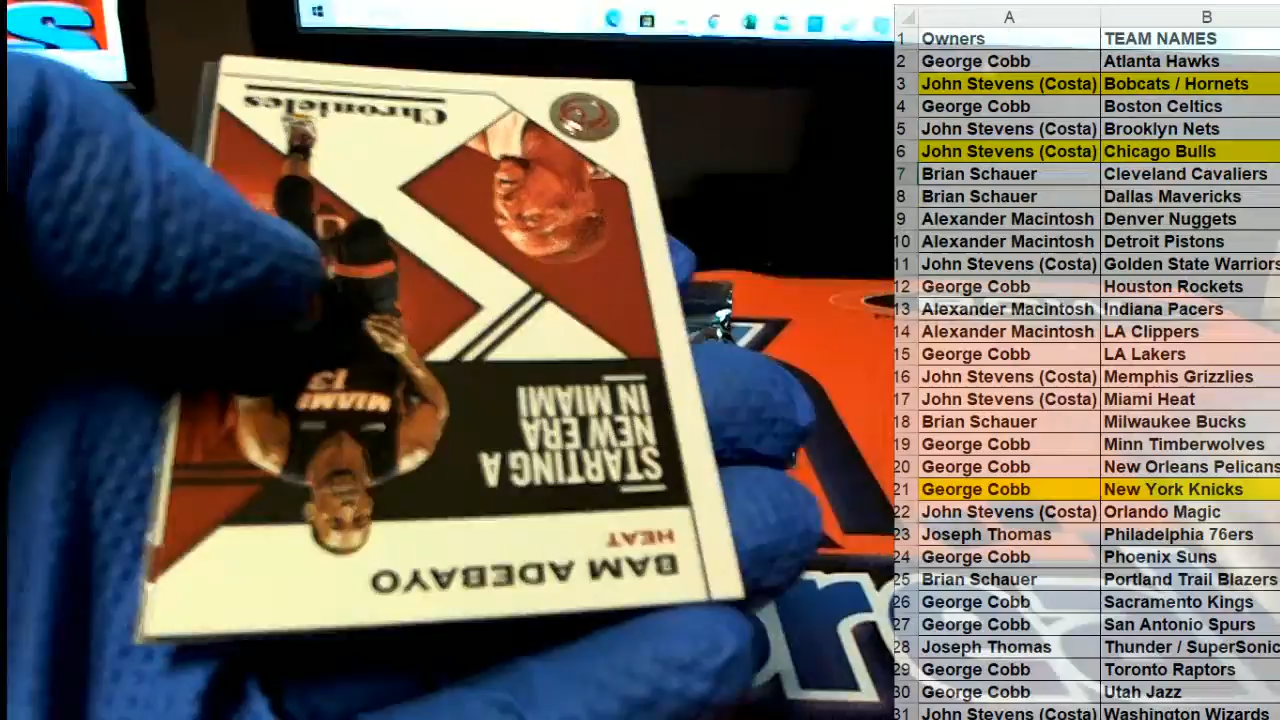 Chronicles
STARTING A
NEW ERA
IN MIAMI
MIAMI
13
HEAT
BAM ADEBAYO
A B
1 Owners TEAM NAMES
2 George Cobb Atlanta Hawks
3 John Stevens (Costa) Bobcats / Hornets
4 George Cobb Boston Celtics
5 John Stevens (Costa) Brooklyn Nets
6 John Stevens (Costa) Chicago Bulls
7 Brian Schauer Cleveland Cavaliers
8 Brian Schauer Dallas Mavericks
9 Alexander Macintosh Denver Nuggets
10 Alexander Macintosh Detroit Pistons
11 John Stevens (Costa) Golden State Warriors
12 George Cobb Houston Rockets
13 Alexander Macintosh Indiana Pacers
14 Alexander Macintosh LA Clippers
15 George Cobb LA Lakers
16 John Stevens (Costa) Memphis Grizzlies
17 John Stevens (Costa) Miami Heat
18 Brian Schauer Milwaukee Bucks
19 George Cobb Minn Timberwolves
20 George Cobb New Orleans Pelicans
21 George Cobb New York Knicks
22 John Stevens (Costa) Orlando Magic
23 Joseph Thomas Philadelphia 76ers
24 George Cobb Phoenix Suns
25 Brian Schauer Portland Trail Blazers
26 George Cobb Sacramento Kings
27 George Cobb San Antonio Spurs
28 Joseph Thomas Thunder / SuperSonic
29 George Cobb Toronto Raptors
30 George Cobb Utah Jazz
31 John Stevens (Costa) Washington Wizards